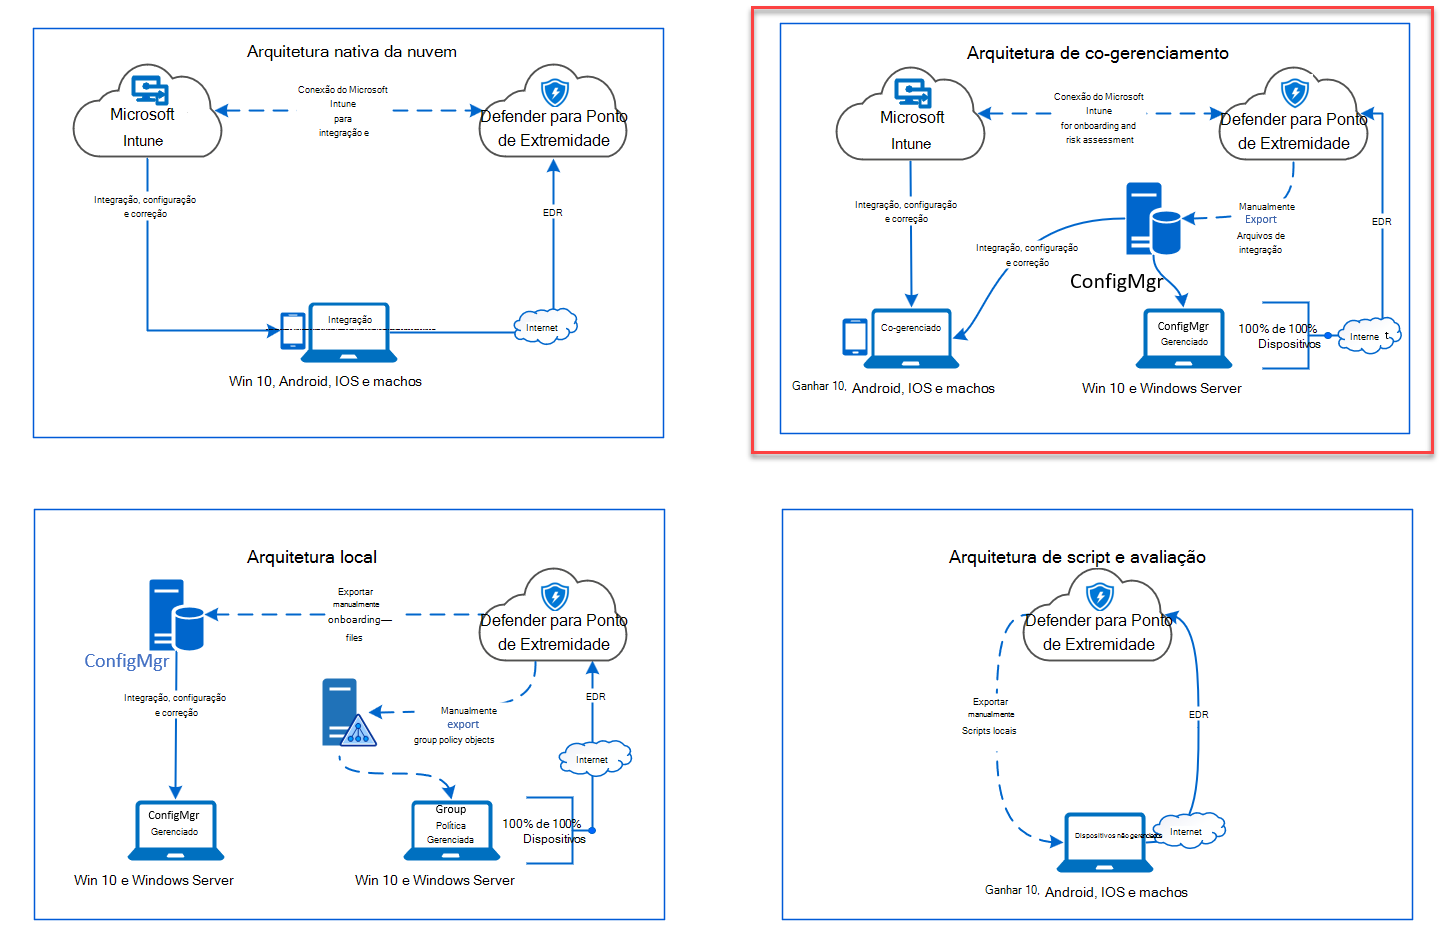 Arquitetura nativa da nuvem
Microsoft
Intune
Conexão do Microsoft
Intune
para
integração e
Defender para Ponto
de Extremidade
Integração, configuração
e correção
EDR
Integração
Internet
Win 10, Android, IOS e machos
Arquitetura de co-gerenciamento
Microsoft
Intune
Conexão do Microsoft
Intune
for onboarding and
risk assessment
Defender para Ponto
de Extremidade
Integração, configuração
e correção
Integração, configuração
e correção
Manualmente
Export
Arquivos de
integração
EDR
ConfigMgr
Co-gerenciado
ConfigMgr
Gerenciado
100% de 100%
Dispositivos
Interne t.
Ganhar 10, Android, IOS e machos
Win 10 e Windows Server
Arquitetura local
Exportar
manualmente
onboarding—
files
Defender para Ponto
de Extremidade
ConfigMgr
Integração, configuração
e correção
Manualmente
export
group policy objects
EDR
Internet
ConfigMgr
Gerenciado
Group
Política
Gerenciada
100% de 100%
Dispositivos
Win 10 e Windows Server
Win 10 e Windows Server
Arquitetura de script e avaliação
Defender para Ponto
de Extremidade
Exportar
manualmente
Scripts locais
EDR
Dispositivos não gerenciados
Internet
Ganhar 10, Android, IOS e machos